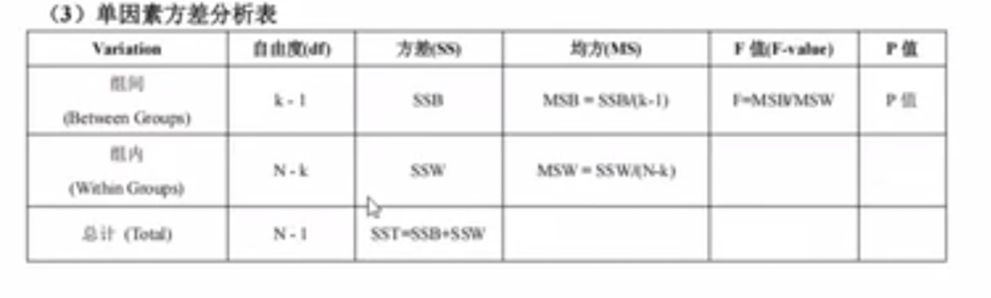 （3）单因素方差分析表
Variation 自由度(df) 方差(SS) 均方(MS) F 值(F-value) P 值
组间
(Between Groups) k - 1 SSB MSB = SSB/(k-1) F=MSB/MSW P 值
组内
(Within Groups) N - k SSW MSW = SSW/(N-k)
总计 (Total) N - 1 SST=SSB+SSW